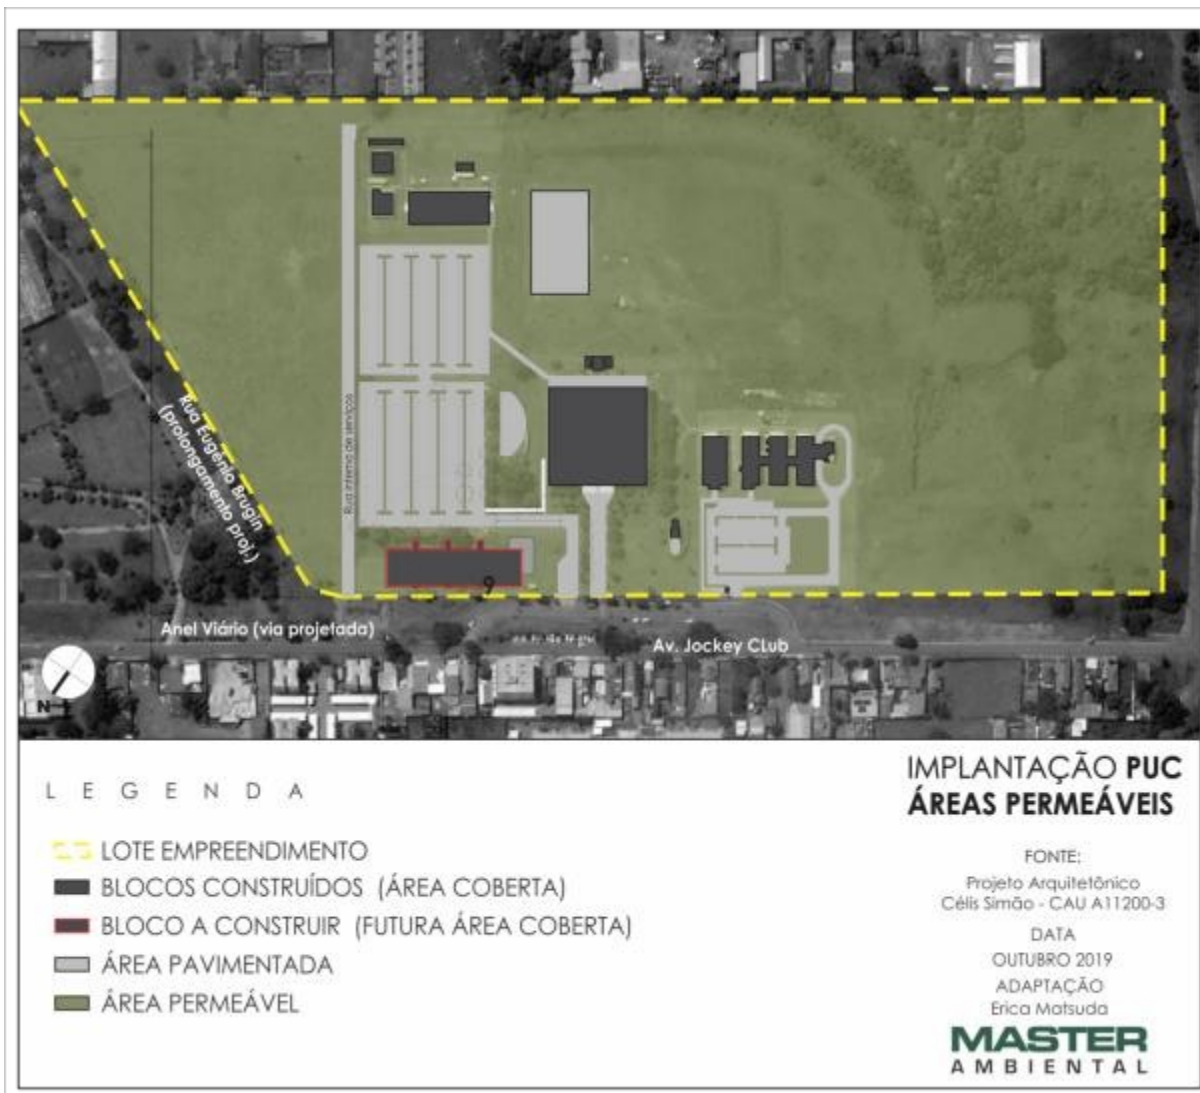 Rua Eugênio Brugin
(prolongamento proj.)
Rua interna de serviços
9
Anel Viário (via projetada)
Av. Jockey Club
N
L E G E N D A
LOTE EMPREENDIMENTO
BLOCOS CONSTRUÍDOS (ÁREA COBERTA)
BLOCO A CONSTRUIR (FUTURA ÁREA COBERTA)
ÁREA PAVIMENTADA
ÁREA PERMEÁVEL
IMPLANTAÇÃO PUC
ÁREAS PERMEÁVEIS
FONTE:
Projeto Arquitetônico
Célis Simão - CAU A11200-3
DATA
OUTUBRO 2019
ADAPTAÇÃO
Erica Matsuda
MASTER
AMBIENTAL